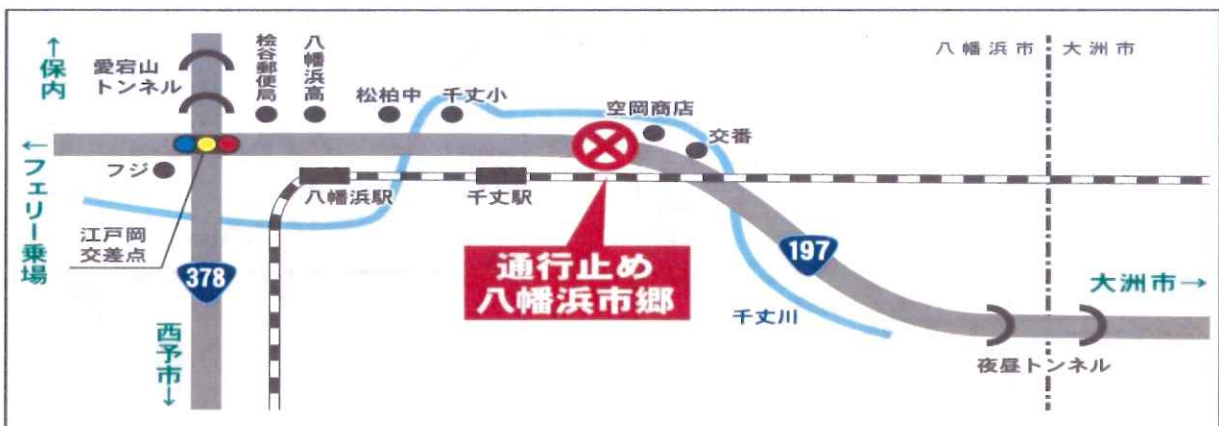 ↑保内
愛宕山
トンネル
桧谷郵便局
八幡浜高
松柏中
千丈小
空岡商店
交番
八幡浜市
大洲市
←フェリー乗場
フジ
八幡浜駅
千丈駅
江戸岡
交差点
378
通行止め
八幡浜市郷
197
千丈川
大洲市→
西予市↓
夜昼トンネル